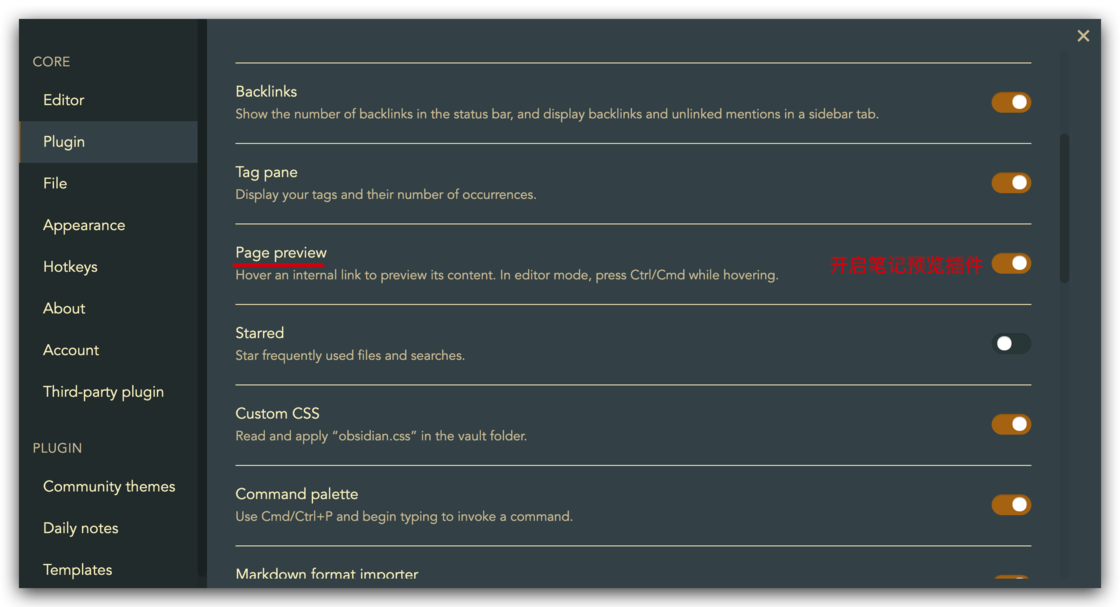 CORE
Editor
Plugin
File
Appearance
Hotkeys
About
Account
Third-party plugin
PLUGIN
Community themes
Daily notes
Templates
Backlinks
Show the number of backlinks in the status bar, and display backlinks and unlinked mentions in a sidebar tab.
Tag pane
Display your tags and their number of occurrences.
Page preview
Hover an internal link to preview its content. In editor mode, press Ctrl/Cmd while hovering.
开启笔记预览插件
Starred
Star frequently used files and searches.
Custom CSS
Read and apply “obsidian.css” in the vault folder.
Command palette
Use Cmd/Ctrl+P and begin typing to invoke a command.
Markdown format importer